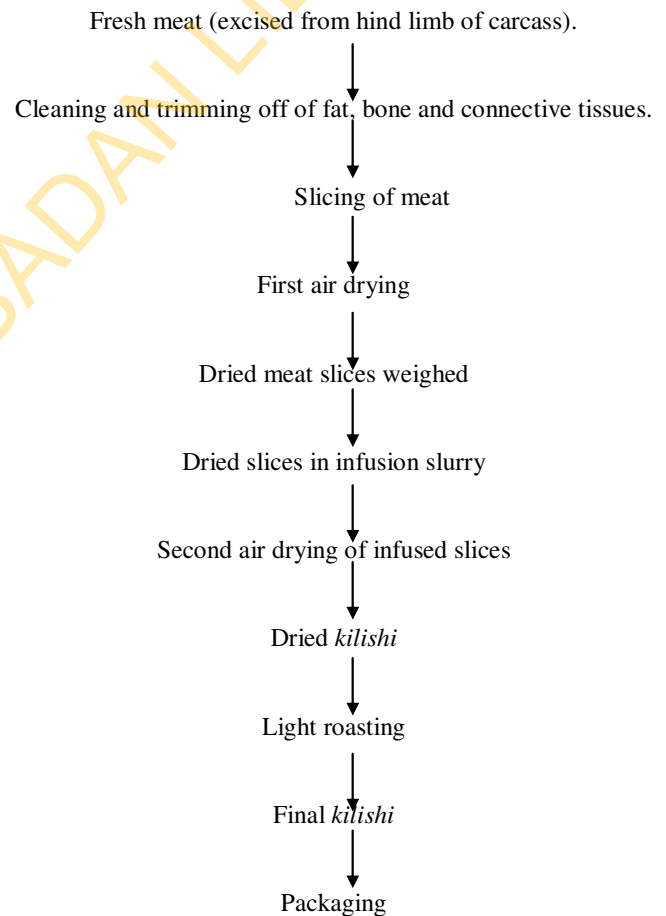 Fresh meat (excised from hind limb of carcass).
Cleaning and trimming off of fat, bone and connective tissues.
Slicing of meat
First air drying
Dried meat slices weighed
Dried slices in infusion slurry
Second air drying of infused slices
Dried kilishi
Light roasting
Final kilishi
Packaging
BADAN LI